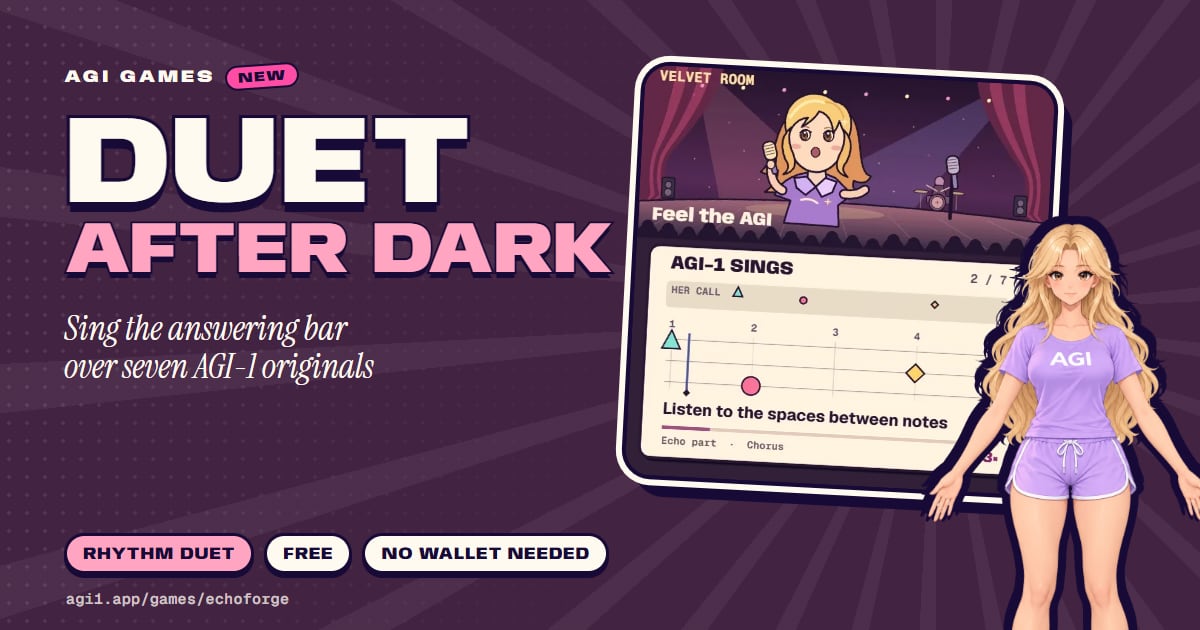 AGI GAMES NEW
DUET
AFTER DARK
Sing the answering bar
over seven AGI-1 originals
RHYTHM DUET
FREE
NO WALLET NEEDED
agi1.app/games/echoforge
VELVET ROOM
Feel the AGI
AGI-1 SINGS
2 / 7
HER CALL
1 2 3 4
Listen to the spaces between notes
Echo part · Chorus
AGI